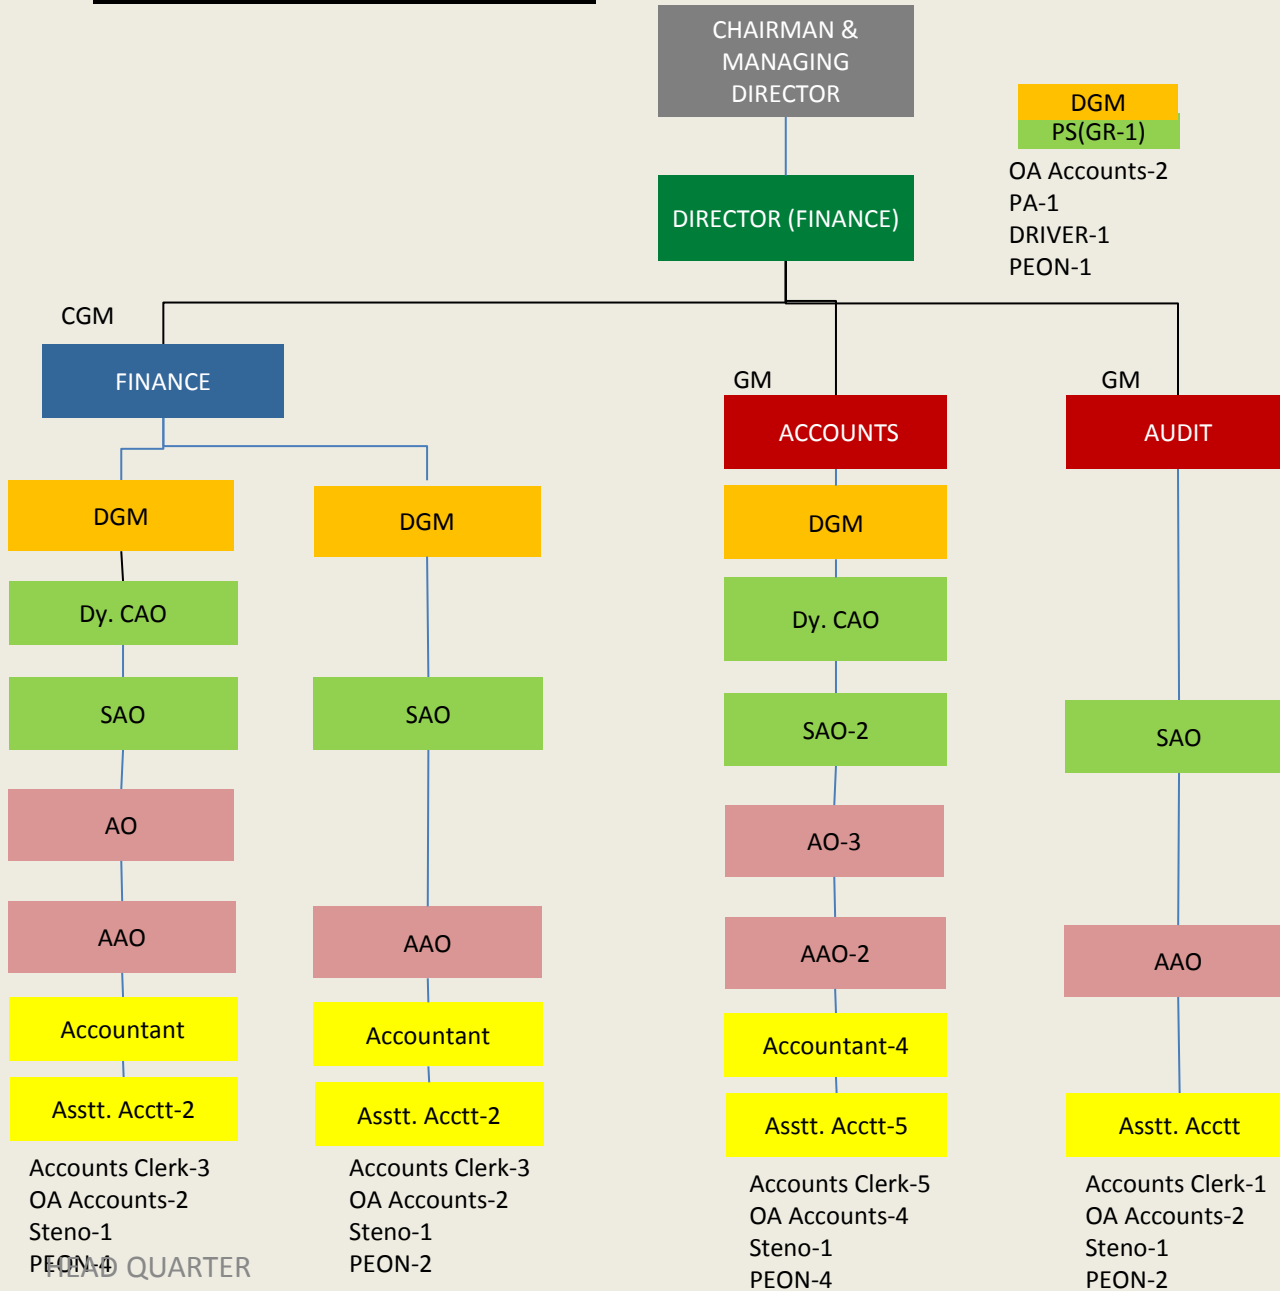 CHAIRMAN &
MANAGING
DIRECTOR
DGM
PS(GR-1)
OA Accounts-2
PA-1
DRIVER-1
PEON-1
DIRECTOR (FINANCE)
CGM
FINANCE
GM
ACCOUNTS
GM
AUDIT
DGM
Dy. CAO
SAO
AO
AAO
Accountant
Asstt. Acctt-2
Accounts Clerk-3
OA Accounts-2
Steno-1
PEON-4
DGM
SAO
AAO
Accountant
Asstt. Acctt-2
Accounts Clerk-3
OA Accounts-2
Steno-1
PEON-2
DGM
Dy. CAO
SAO-2
AO-3
AAO-2
Accountant-4
Asstt. Acctt-5
Accounts Clerk-5
OA Accounts-4
Steno-1
PEON-4
SAO
AAO
Asstt. Acctt
Accounts Clerk-1
OA Accounts-2
Steno-1
PEON-2
HEAD QUARTER